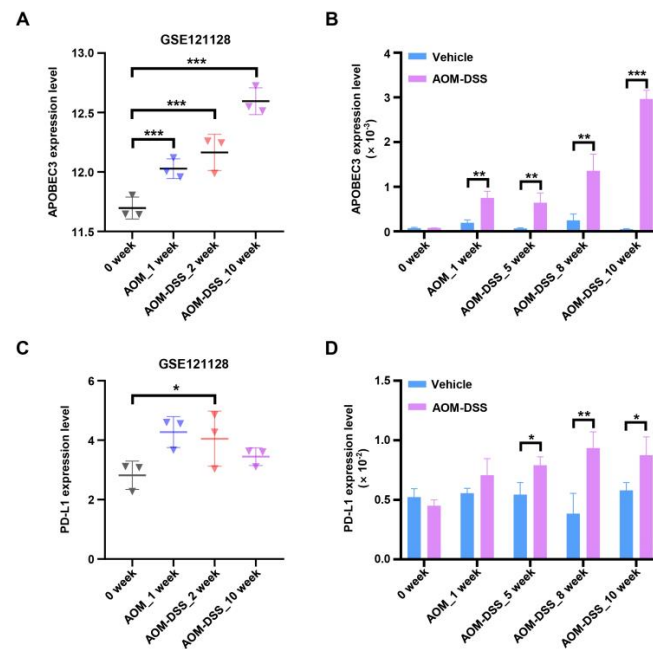 A
GSE121128
APOBEC3 expression level
13.0
12.5
12.0
11.5
***
***
***
0 week
AOM_1 week
AOM-DSS_2 week
AOM-DSS_10 week
B
Vehicle
AOM-DSS
APOBEC3 expression level
(× 10⁻³)
4
3
2
1
0
**
**
**
***
0 week
AOM_1 week
AOM-DSS_5 week
AOM-DSS_8 week
AOM-DSS_10 week
C
GSE121128
PD-L1 expression level
6
4
2
0
*
0 week
AOM_1 week
AOM-DSS_2 week
AOM-DSS_10 week
D
Vehicle
AOM-DSS
PD-L1 expression level
(× 10⁻²)
1.5
1.0
0.5
0.0
*
**
*
0 week
AOM_1 week
AOM-DSS_5 week
AOM-DSS_8 week
AOM-DSS_10 week